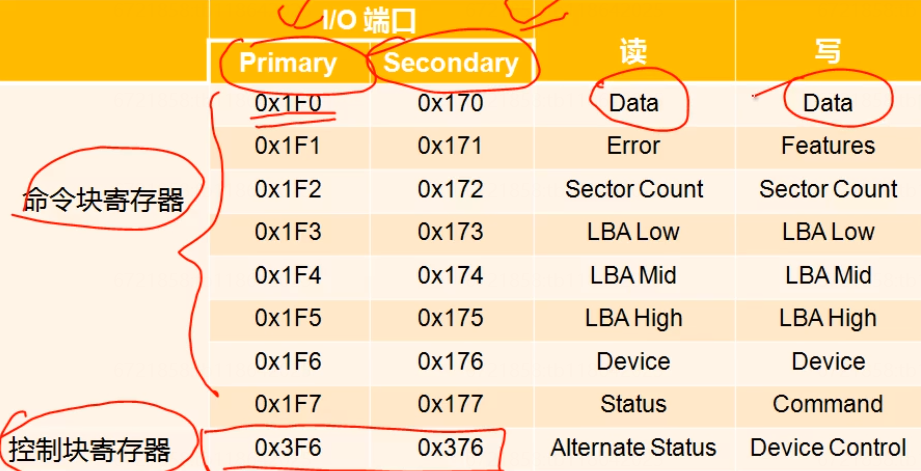 I/O 端口
Primary Secondary 读 写
0x1F0 0x170 Data Data
0x1F1 0x171 Error Features
命令块寄存器 0x1F2 0x172 Sector Count Sector Count
0x1F3 0x173 LBA Low LBA Low
0x1F4 0x174 LBA Mid LBA Mid
0x1F5 0x175 LBA High LBA High
0x1F6 0x176 Device Device
0x1F7 0x177 Status Command
控制块寄存器 0x3F6 0x376 Alternate Status Device Control